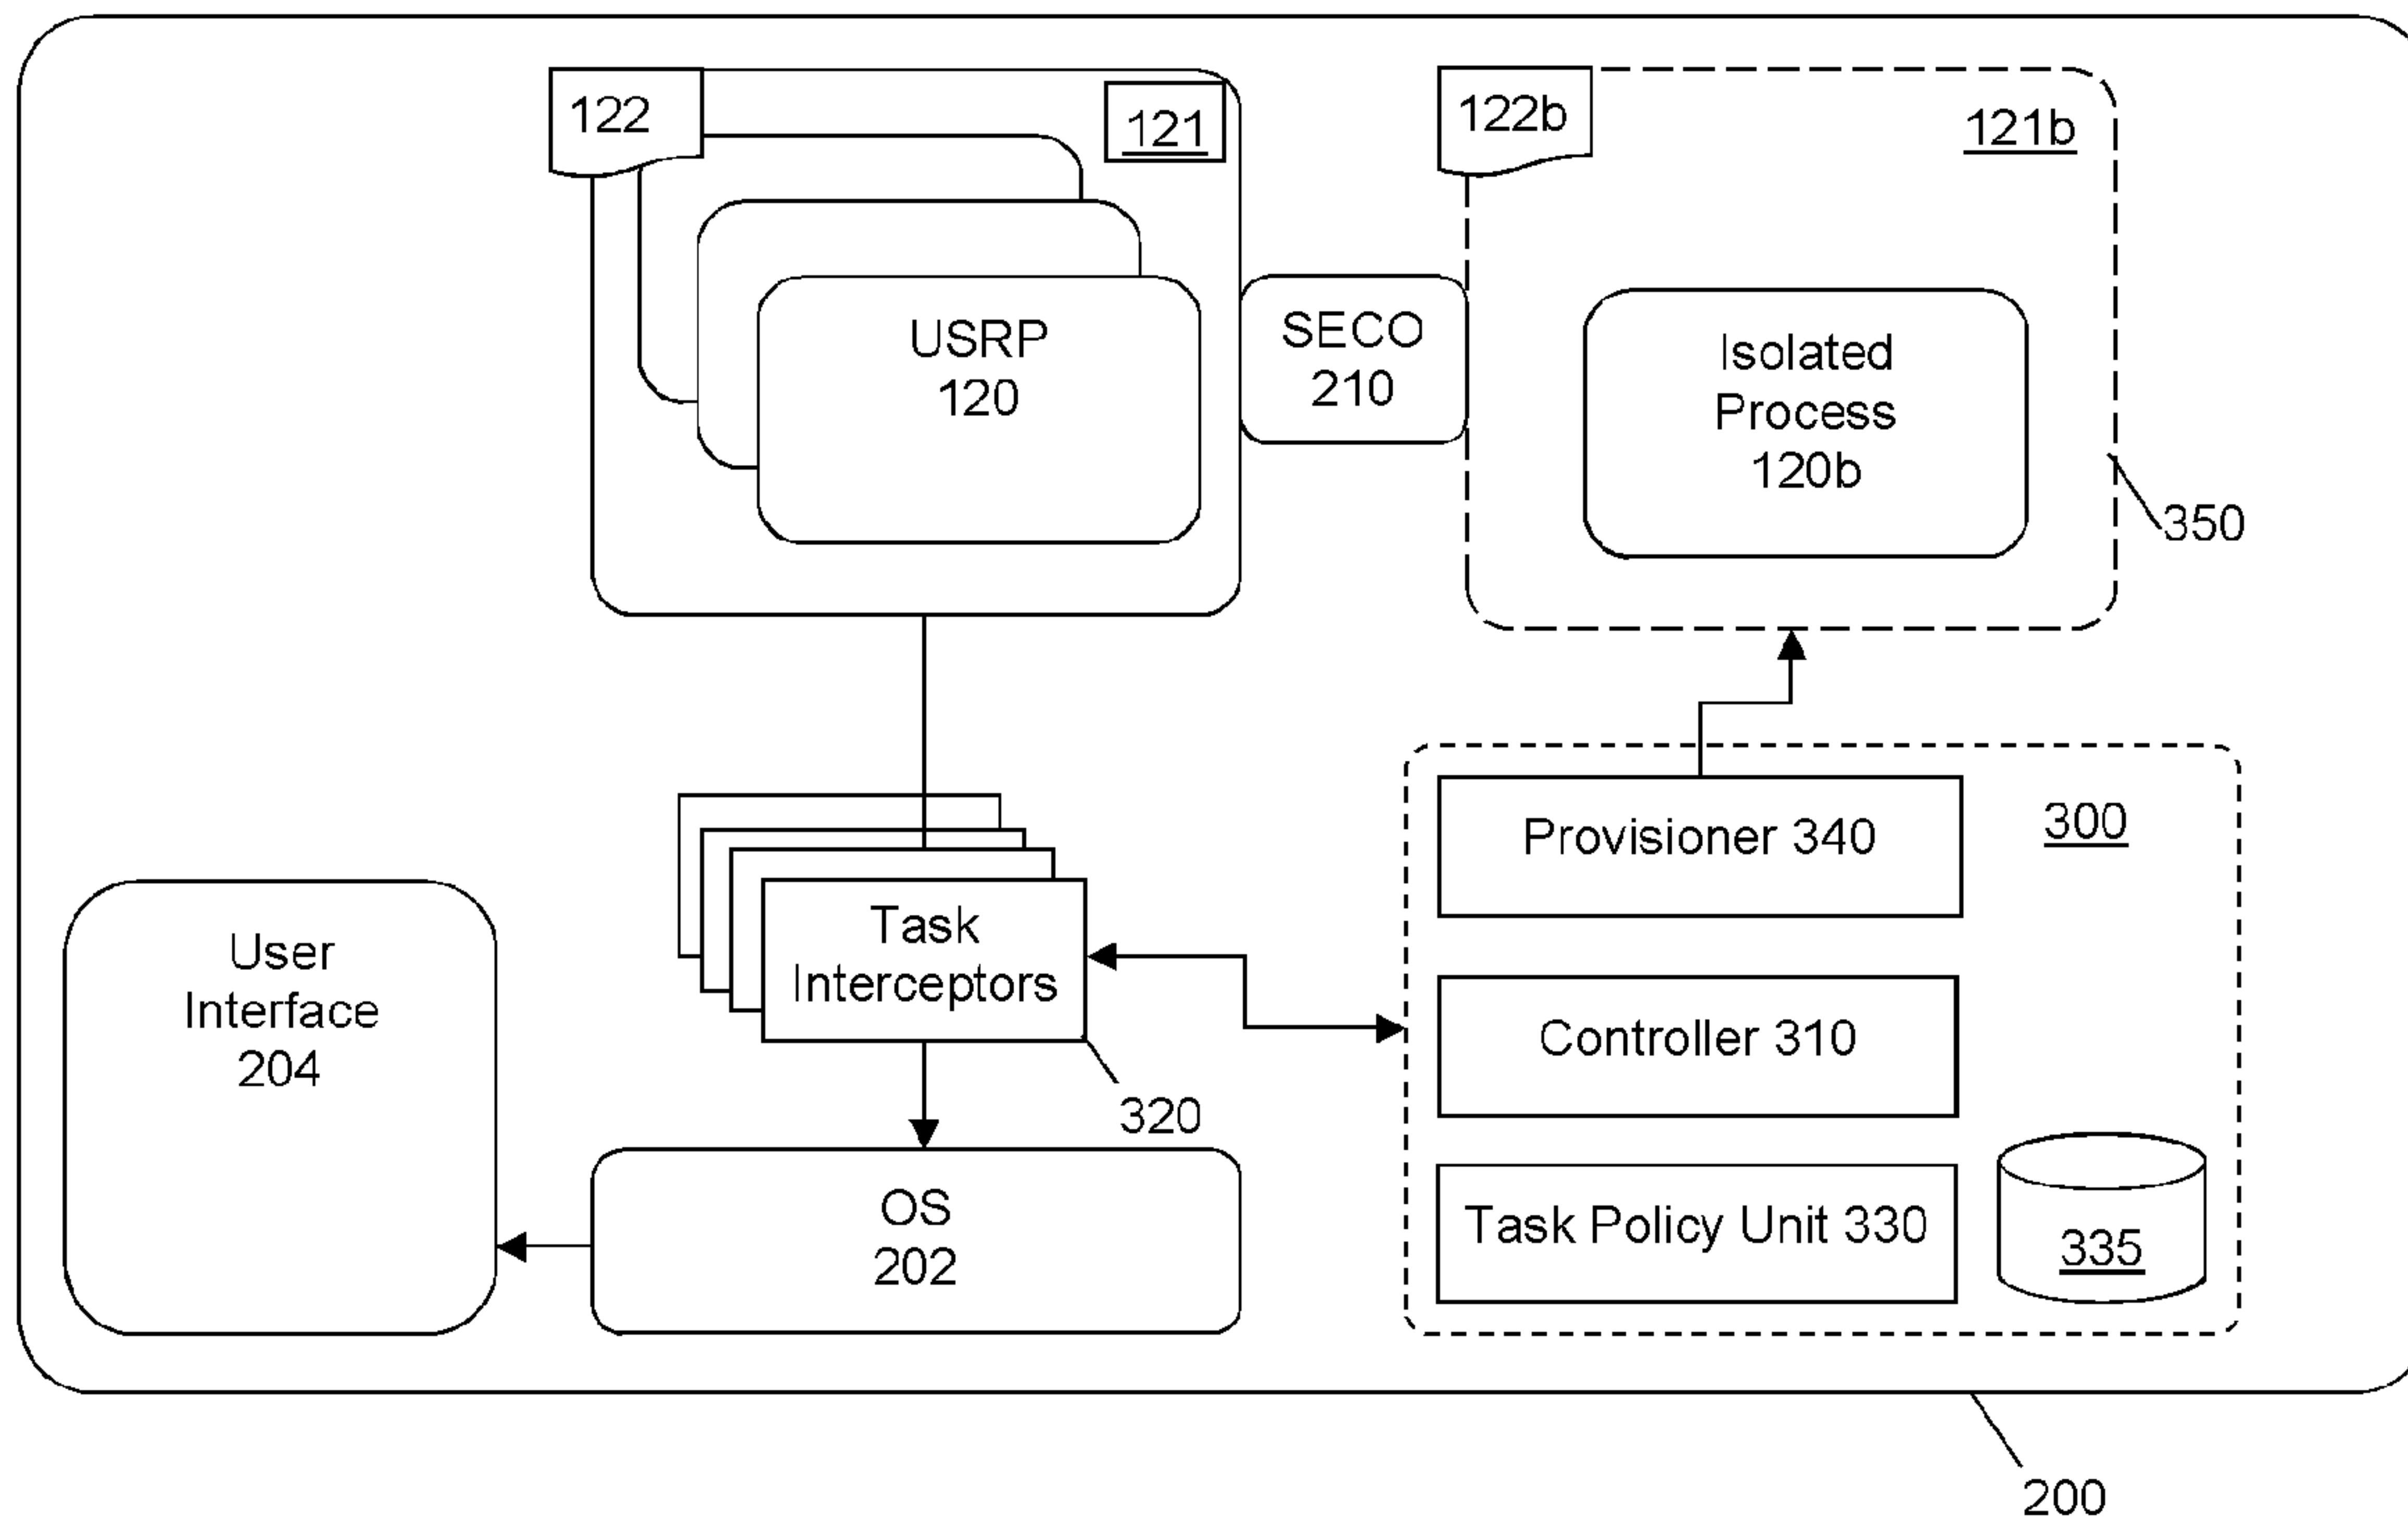 122
121
122b
121b
USRP
120
SECO
210
Isolated
Process
120b
350
Provisioner 340
300
User
Interface
204
Task
Interceptors
320
Controller 310
OS
202
Task Policy Unit 330
335
200